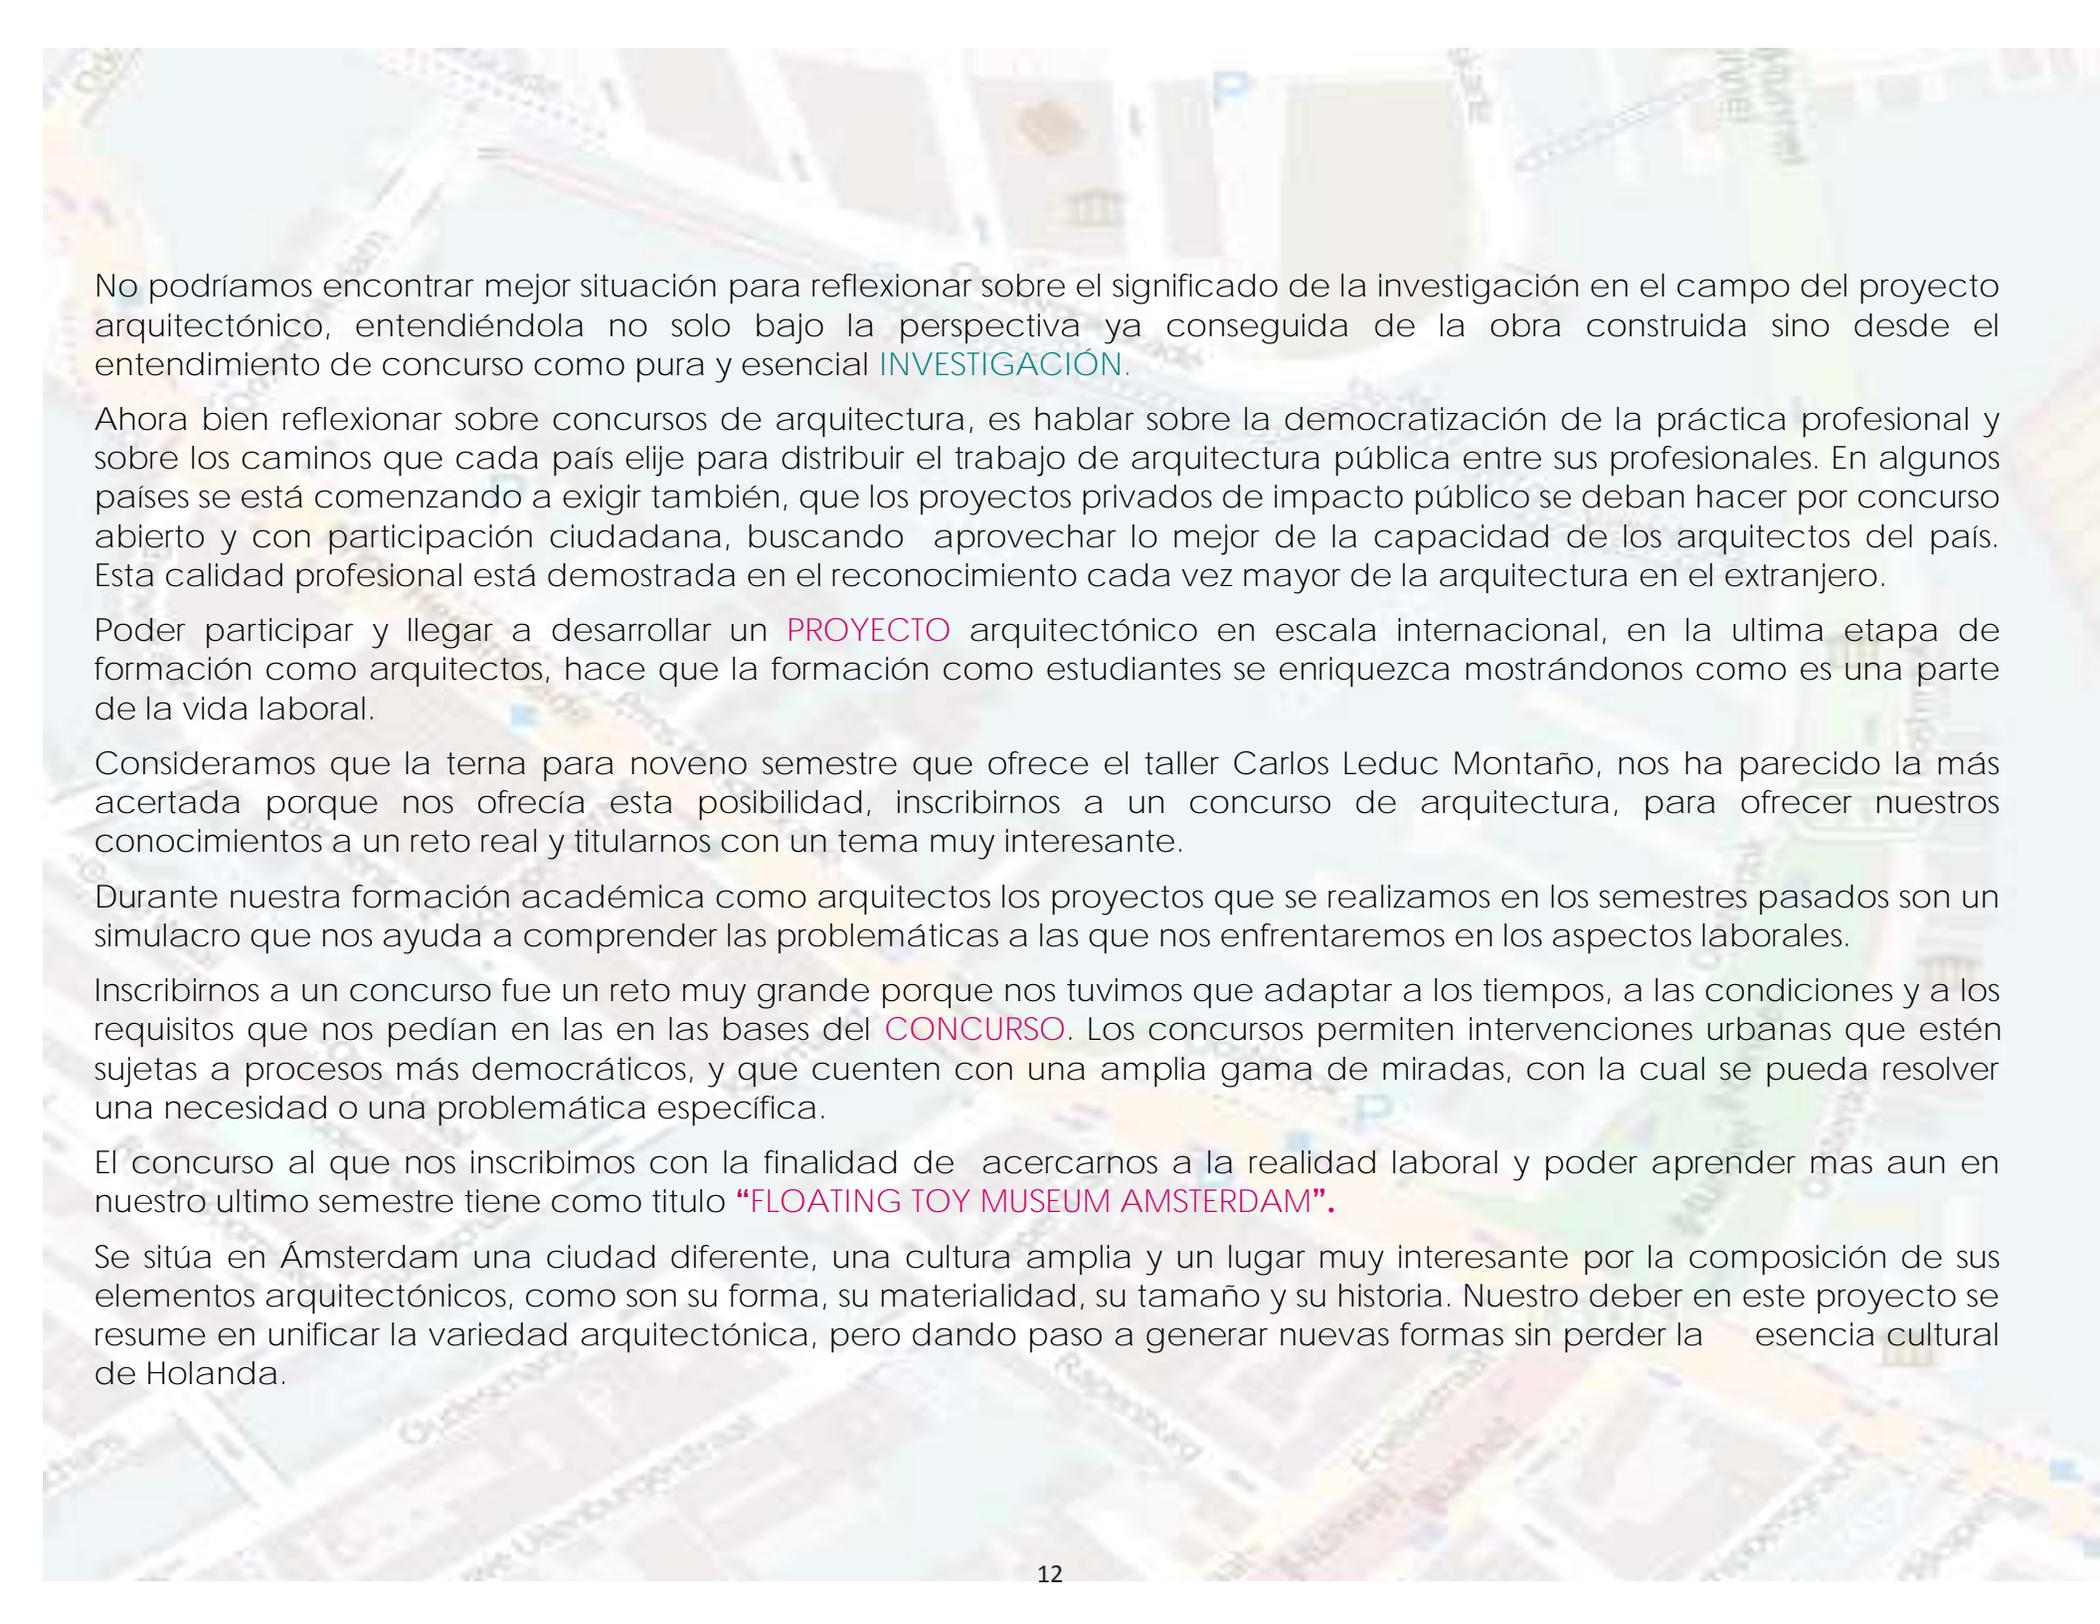 No podríamos encontrar mejor situación para reflexionar sobre el significado de la investigación en el campo del proyecto
arquitectónico, entendiéndola no solo bajo la perspectiva ya conseguida de la obra construida sino desde el
entendimiento de concurso como pura y esencial INVESTIGACIÓN.
Ahora bien reflexionar sobre concursos de arquitectura, es hablar sobre la democratización de la práctica profesional y
sobre los caminos que cada país elije para distribuir el trabajo de arquitectura pública entre sus profesionales. En algunos
países se está comenzando a exigir también, que los proyectos privados de impacto público se deban hacer por concurso
abierto y con participación ciudadana, buscando aprovechar lo mejor de la capacidad de los arquitectos del país.
Esta calidad profesional está demostrada en el reconocimiento cada vez mayor de la arquitectura en el extranjero.
Poder participar y llegar a desarrollar un PROYECTO arquitectónico en escala internacional, en la ultima etapa de
formación como arquitectos, hace que la formación como estudiantes se enriquezca mostrándonos como es una parte
de la vida laboral.
Consideramos que la terna para noveno semestre que ofrece el taller Carlos Leduc Montaño, nos ha parecido la más
acertada porque nos ofrecía esta posibilidad, inscribirnos a un concurso de arquitectura, para ofrecer nuestros
conocimientos a un reto real y titularnos con un tema muy interesante.
Durante nuestra formación académica como arquitectos los proyectos que se realizamos en los semestres pasados son un
simulacro que nos ayuda a comprender las problemáticas a las que nos enfrentaremos en los aspectos laborales.
Inscribirnos a un concurso fue un reto muy grande porque nos tuvimos que adaptar a los tiempos, a las condiciones y a los
requisitos que nos pedían en las en las bases del CONCURSO. Los concursos permiten intervenciones urbanas que estén
sujetas a procesos más democráticos, y que cuenten con una amplia gama de miradas, con la cual se pueda resolver
una necesidad o una problemática específica.
El concurso al que nos inscribimos con la finalidad de acercarnos a la realidad laboral y poder aprender mas aun en
nuestro ultimo semestre tiene como titulo “FLOATING TOY MUSEUM AMSTERDAM”.
Se sitúa en Ámsterdam una ciudad diferente, una cultura amplia y un lugar muy interesante por la composición de sus
elementos arquitectónicos, como son su forma, su materialidad, su tamaño y su historia. Nuestro deber en este proyecto se
resume en unificar la variedad arquitectónica, pero dando paso a generar nuevas formas sin perder la esencia cultural
de Holanda.
Rapenburg
12